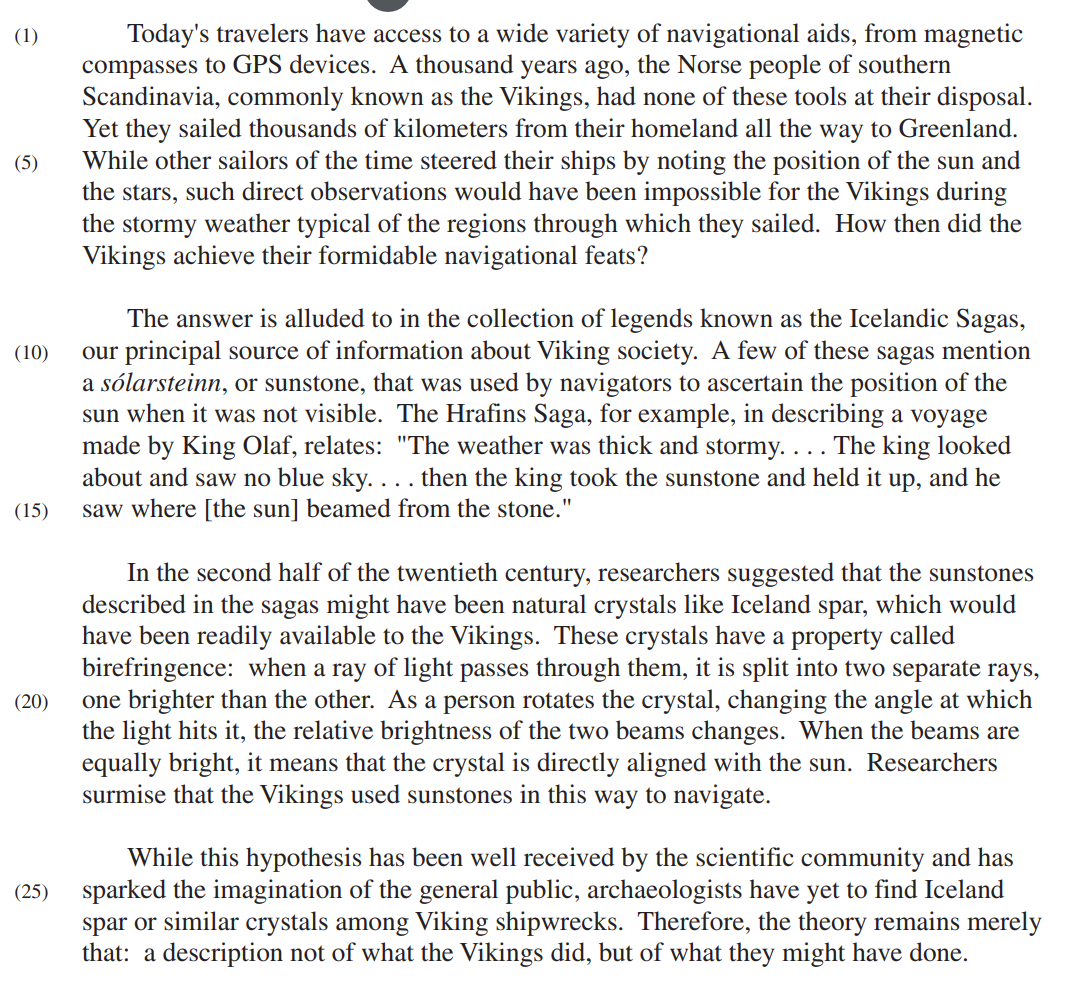 (1) Today's travelers have access to a wide variety of navigational aids, from magnetic
compasses to GPS devices. A thousand years ago, the Norse people of southern
Scandinavia, commonly known as the Vikings, had none of these tools at their disposal.
Yet they sailed thousands of kilometers from their homeland all the way to Greenland.
(5) While other sailors of the time steered their ships by noting the position of the sun and
the stars, such direct observations would have been impossible for the Vikings during
the stormy weather typical of the regions through which they sailed. How then did the
Vikings achieve their formidable navigational feats?
The answer is alluded to in the collection of legends known as the Icelandic Sagas,
(10) our principal source of information about Viking society. A few of these sagas mention
a sólarsteinn, or sunstone, that was used by navigators to ascertain the position of the
sun when it was not visible. The Hrafins Saga, for example, in describing a voyage
made by King Olaf, relates: "The weather was thick and stormy. . . . The king looked
about and saw no blue sky. . . . then the king took the sunstone and held it up, and he
(15) saw where [the sun] beamed from the stone."
In the second half of the twentieth century, researchers suggested that the sunstones
described in the sagas might have been natural crystals like Iceland spar, which would
have been readily available to the Vikings. These crystals have a property called
birefringence: when a ray of light passes through them, it is split into two separate rays,
(20) one brighter than the other. As a person rotates the crystal, changing the angle at which
the light hits it, the relative brightness of the two beams changes. When the beams are
equally bright, it means that the crystal is directly aligned with the sun. Researchers
surmise that the Vikings used sunstones in this way to navigate.
While this hypothesis has been well received by the scientific community and has
(25) sparked the imagination of the general public, archaeologists have yet to find Iceland
spar or similar crystals among Viking shipwrecks. Therefore, the theory remains merely
that: a description not of what the Vikings did, but of what they might have done.